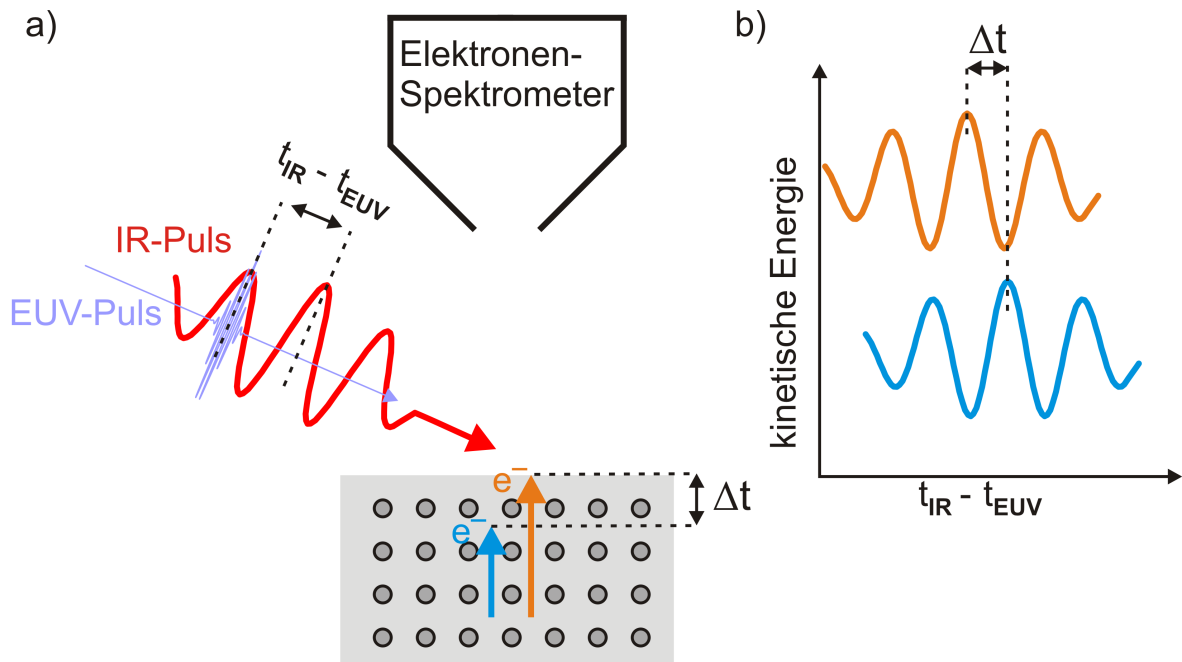 a)
Elektronen-
Spektrometer
tIR - tEUV
IR-Puls
EUV-Puls
e−
e−
Δt
b)
Δt
kinetische Energie
tIR - tEUV